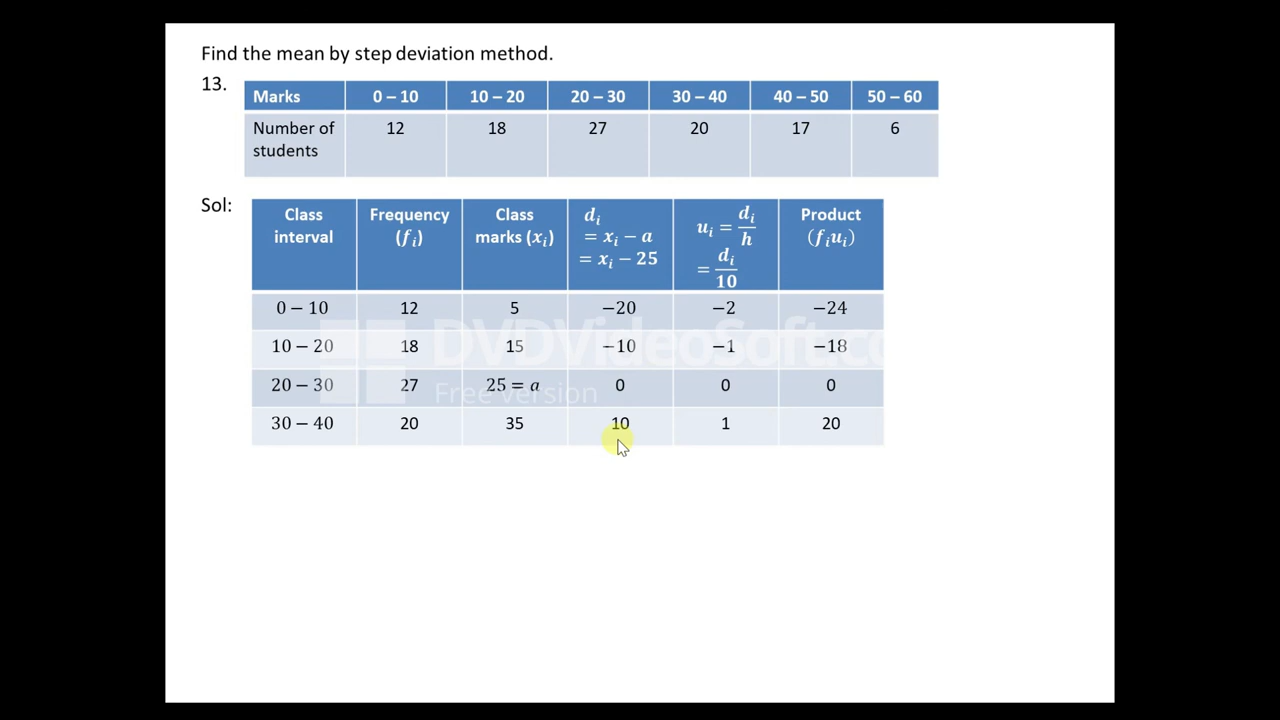 Find the mean by step deviation method.
13.
Marks 0 – 10 10 – 20 20 – 30 30 – 40 40 – 50 50 – 60
Number of students 12 18 27 20 17 6
Sol:
Class interval Frequency (fᵢ) Class marks (xᵢ) dᵢ = xᵢ − a = xᵢ − 25 uᵢ = dᵢ/h = dᵢ/10 Product (fᵢuᵢ)
0 − 10 12 5 −20 −2 −24
10 − 20 18 15 −10 −1 −18
20 − 30 27 25 = a 0 0 0
30 − 40 20 35 10 1 20
DVDVideoSoft.co
Free version